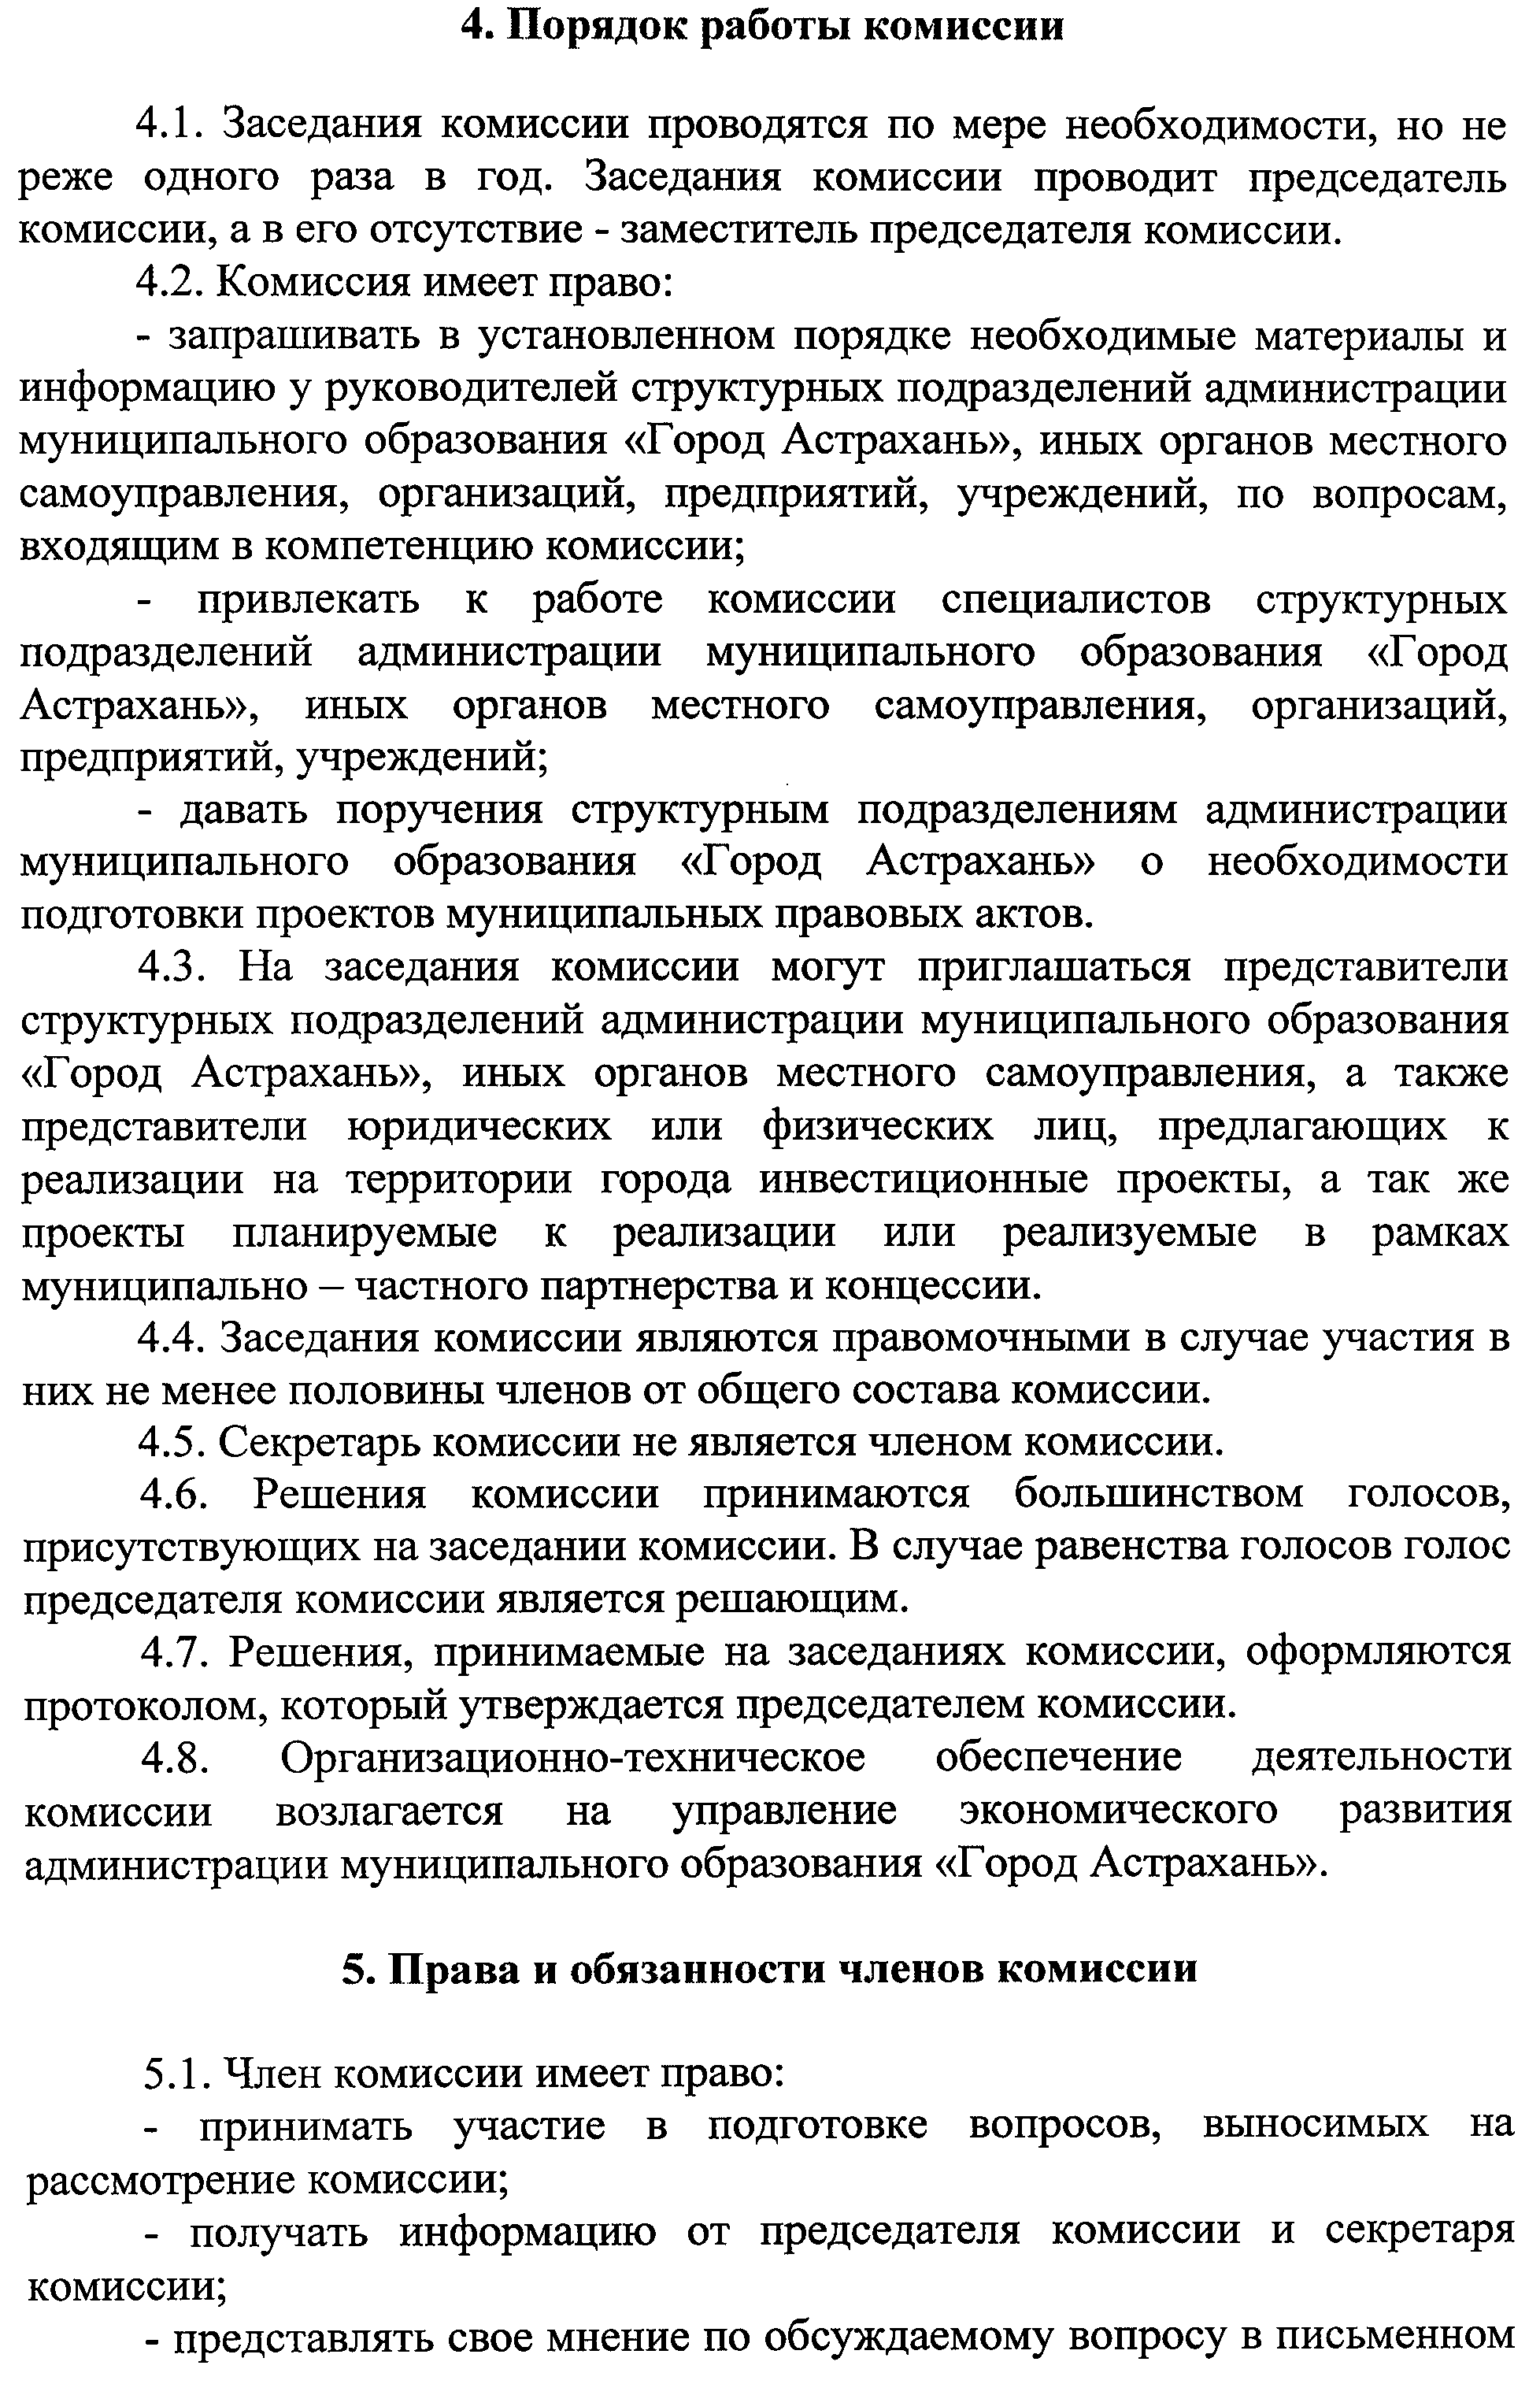 4. Порядок работы комиссии
4.1. Заседания комиссии проводятся по мере необходимости, но не
реже одного раза в год. Заседания комиссии проводит председатель
комиссии, а в его отсутствие - заместитель председателя комиссии.
4.2. Комиссия имеет право:
- запрашивать в установленном порядке необходимые материалы и
информацию у руководителей структурных подразделений администрации
муниципального образования «Город Астрахань», иных органов местного
самоуправления, организаций, предприятий, учреждений, по вопросам,
входящим в компетенцию комиссии;
- привлекать к работе комиссии специалистов структурных
подразделений администрации муниципального образования «Город
Астрахань», иных органов местного самоуправления, организаций,
предприятий, учреждений;
- давать поручения структурным подразделениям администрации
муниципального образования «Город Астрахань» о необходимости
подготовки проектов муниципальных правовых актов.
4.3. На заседания комиссии могут приглашаться представители
структурных подразделений администрации муниципального образования
«Город Астрахань», иных органов местного самоуправления, а также
представители юридических или физических лиц, предлагающих к
реализации на территории города инвестиционные проекты, а так же
проекты планируемые к реализации или реализуемые в рамках
муниципально – частного партнерства и концессии.
4.4. Заседания комиссии являются правомочными в случае участия в
них не менее половины членов от общего состава комиссии.
4.5. Секретарь комиссии не является членом комиссии.
4.6. Решения комиссии принимаются большинством голосов,
присутствующих на заседании комиссии. В случае равенства голосов голос
председателя комиссии является решающим.
4.7. Решения, принимаемые на заседаниях комиссии, оформляются
протоколом, который утверждается председателем комиссии.
4.8. Организационно-техническое обеспечение деятельности
комиссии возлагается на управление экономического развития
администрации муниципального образования «Город Астрахань».
5. Права и обязанности членов комиссии
5.1. Член комиссии имеет право:
- принимать участие в подготовке вопросов, выносимых на
рассмотрение комиссии;
- получать информацию от председателя комиссии и секретаря
комиссии;
- представлять свое мнение по обсуждаемому вопросу в письменном